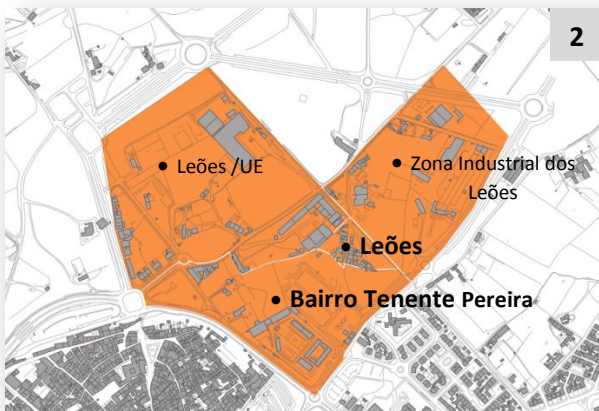 2
Leões /UE
Zona Industrial dos
Leões
Leões
Bairro Tenente Pereira